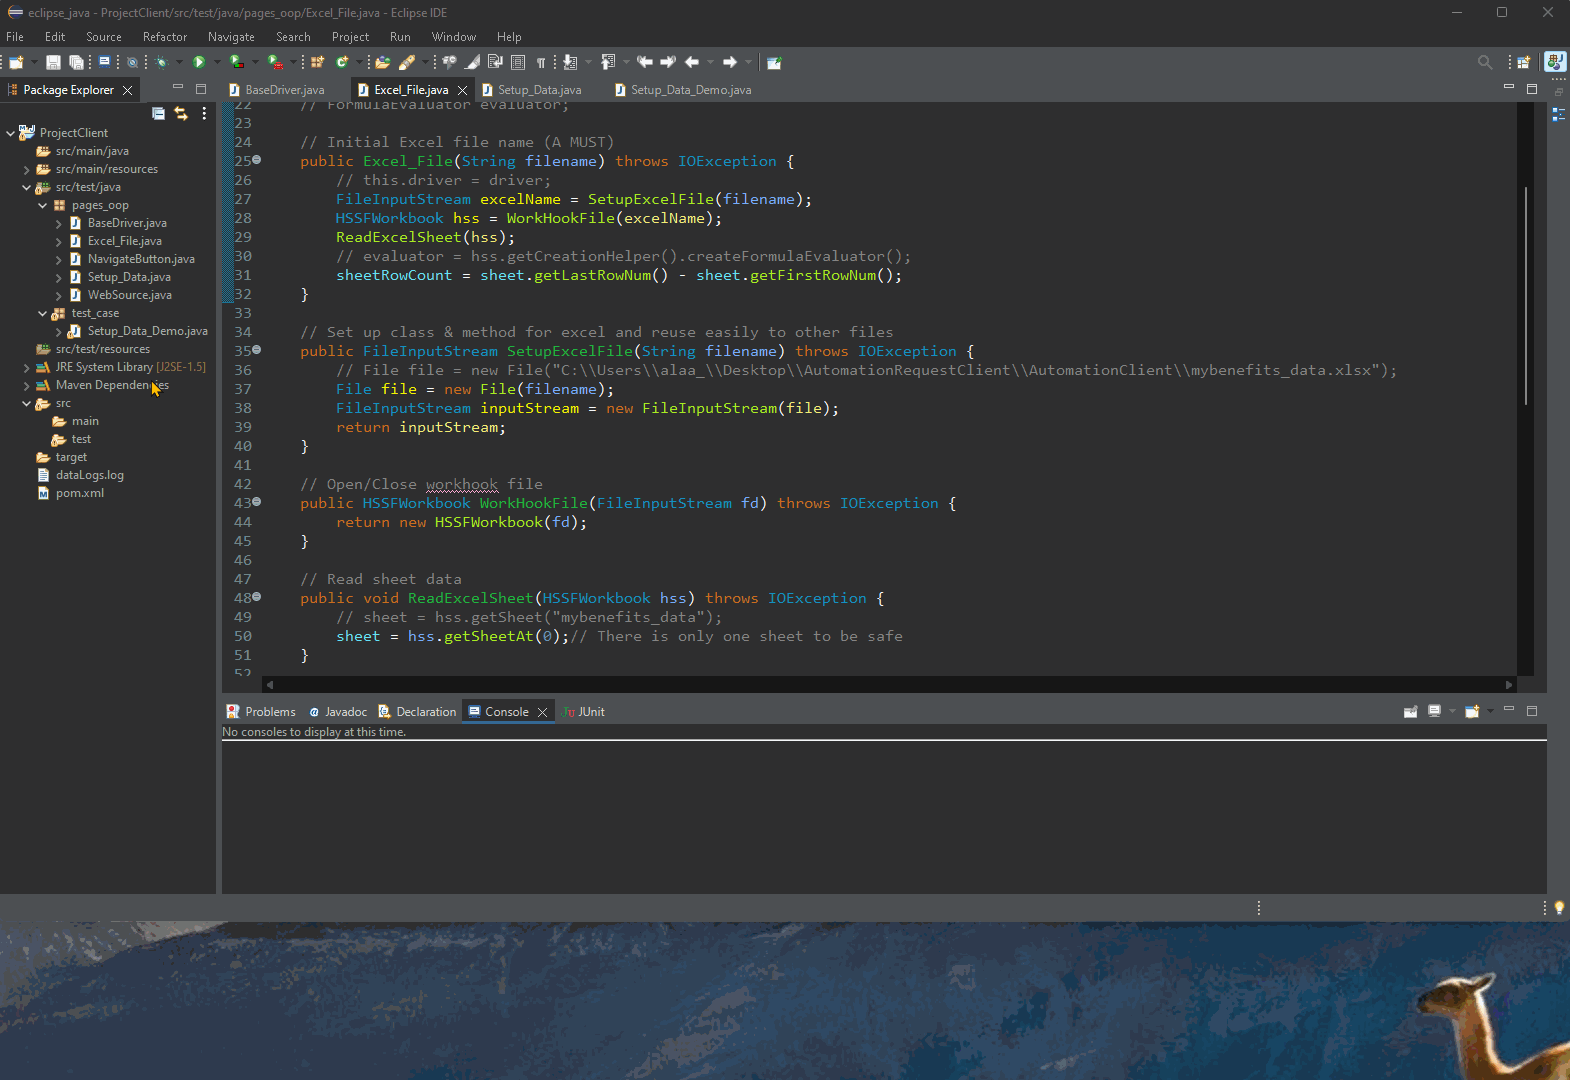 eclipse_java - ProjectClient/src/test/java/pages_oop/Excel_File.java - Eclipse IDE
File Edit Source Refactor Navigate Search Project Run Window Help
Package Explorer
BaseDriver.java Excel_File.java Setup_Data.java Setup_Data_Demo.java
ProjectClient
src/main/java
src/main/resources
src/test/java
pages_oop
BaseDriver.java
Excel_File.java
NavigateButton.java
Setup_Data.java
WebSource.java
test_case
Setup_Data_Demo.java
src/test/resources
JRE System Library [J2SE-1.5]
Maven Dependencies
src
main
test
target
dataLogs.log
pom.xml
22 // FormulaEvaluator evaluator;
23
24 // Initial Excel file name (A MUST)
25 public Excel_File(String filename) throws IOException {
26 // this.driver = driver;
27 FileInputStream excelName = SetupExcelFile(filename);
28 HSSFWorkbook hss = WorkHookFile(excelName);
29 ReadExcelSheet(hss);
30 // evaluator = hss.getCreationHelper().createFormulaEvaluator();
31 sheetRowCount = sheet.getLastRowNum() - sheet.getFirstRowNum();
32 }
33
34 // Set up class & method for excel and reuse easily to other files
35 public FileInputStream SetupExcelFile(String filename) throws IOException {
36 // File file = new File("C:\\Users\\alaa_\\Desktop\\AutomationRequestClient\\AutomationClient\\mybenefits_data.xlsx");
37 File file = new File(filename);
38 FileInputStream inputStream = new FileInputStream(file);
39 return inputStream;
40 }
41
42 // Open/Close workhook file
43 public HSSFWorkbook WorkHookFile(FileInputStream fd) throws IOException {
44 return new HSSFWorkbook(fd);
45 }
46
47 // Read sheet data
48 public void ReadExcelSheet(HSSFWorkbook hss) throws IOException {
49 // sheet = hss.getSheet("mybenefits_data");
50 sheet = hss.getSheetAt(0);// There is only one sheet to be safe
51 }
52
Problems Javadoc Declaration Console JUnit
No consoles to display at this time.